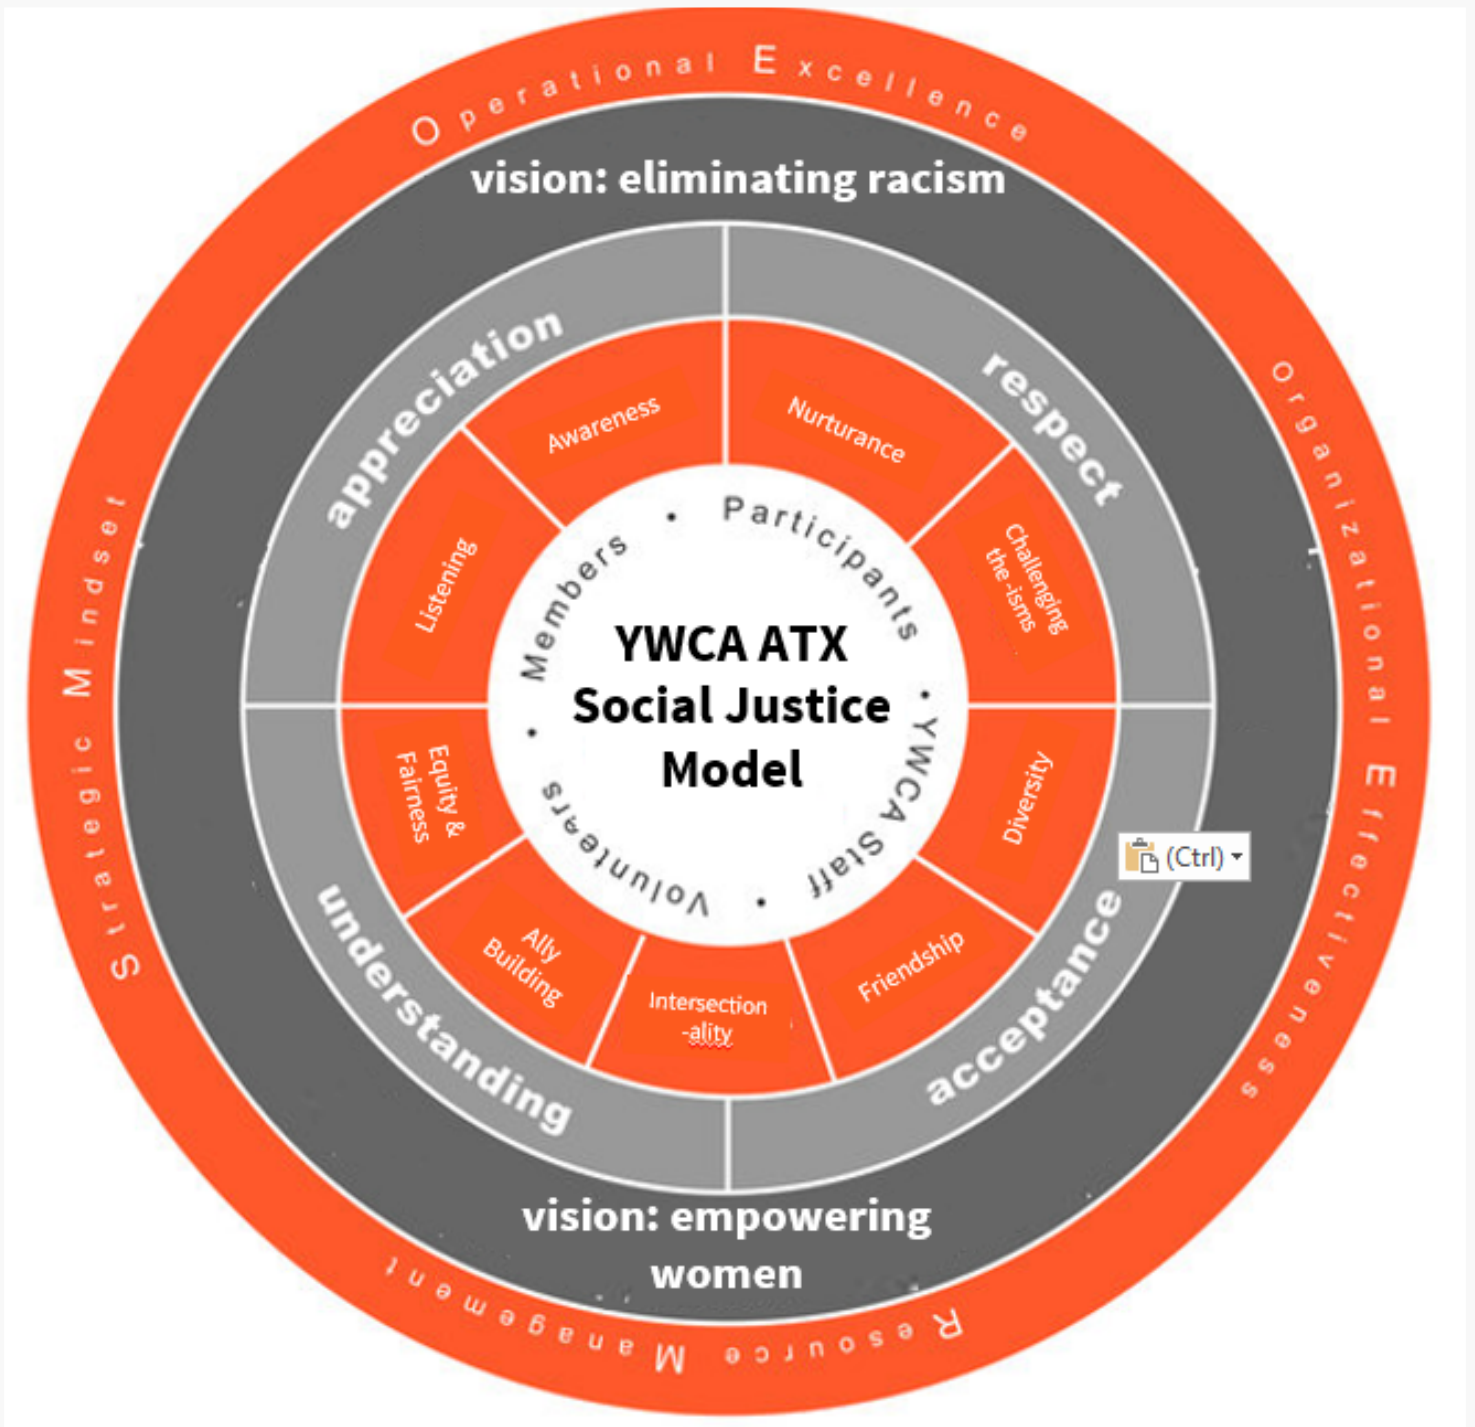 Operational Excellence
vision: eliminating racism
appreciation
respect
Awareness
Nurturance
Listening
Challenging
the -isms
Members • Participants • YWCA Staff • Volunteers •
YWCA ATX
Social Justice
Model
Equity &
Fairness
Diversity
(Ctrl)
Ally
Building
Intersection
-ality
Friendship
understanding
acceptance
vision: empowering
women
Strategic Mindset
Organizational Effectiveness
Resource Management